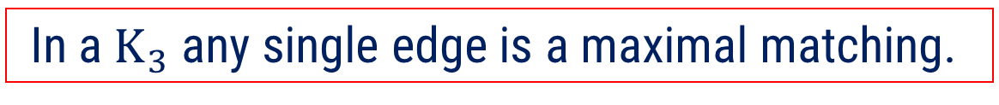 In a K₃ any single edge is a maximal matching.